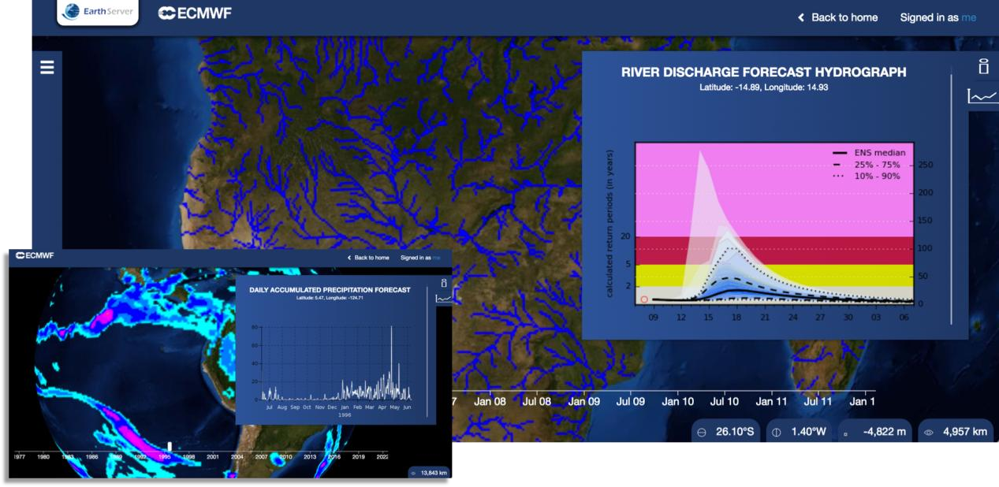 EarthServer
ECMWF
Back to home Signed in as me
RIVER DISCHARGE FORECAST HYDROGRAPH
Latitude: -14.89, Longitude: 14.93
calculated return periods (in years)
20
5
2
ENS median
25% - 75%
10% - 90%
250
200
150
100
50
0
09 12 15 18 21 24 27 30 03 06
7 Jan 08 Jul 08 Jan 09 Jul 09 Jan 10 Jul 10 Jan 11 Jul 11 Jan 1
26.10°S 1.40°W -4,822 m 4,957 km
ECMWF
Back to home Signed in as me
DAILY ACCUMULATED PRECIPITATION FORECAST
Latitude: 5.47, Longitude: -124.71
80
60
40
20
0
Jul Aug Sep Oct Nov Dec Jan Feb Mar Apr May Jun
1996
1977 1980 1983 1986 1989 1992 1995 1998 2001 2004 2007 2010 2013 2016 2019 2022
13,843 km